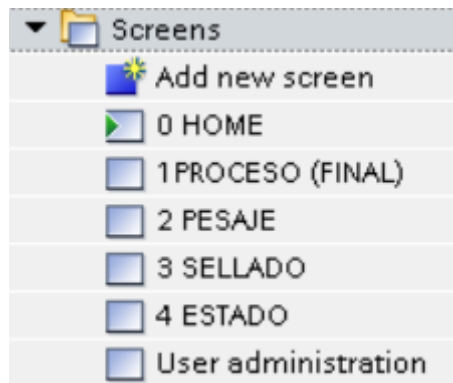 Screens
Add new screen
0 HOME
1PROCESO (FINAL)
2 PESAJE
3 SELLADO
4 ESTADO
User administration